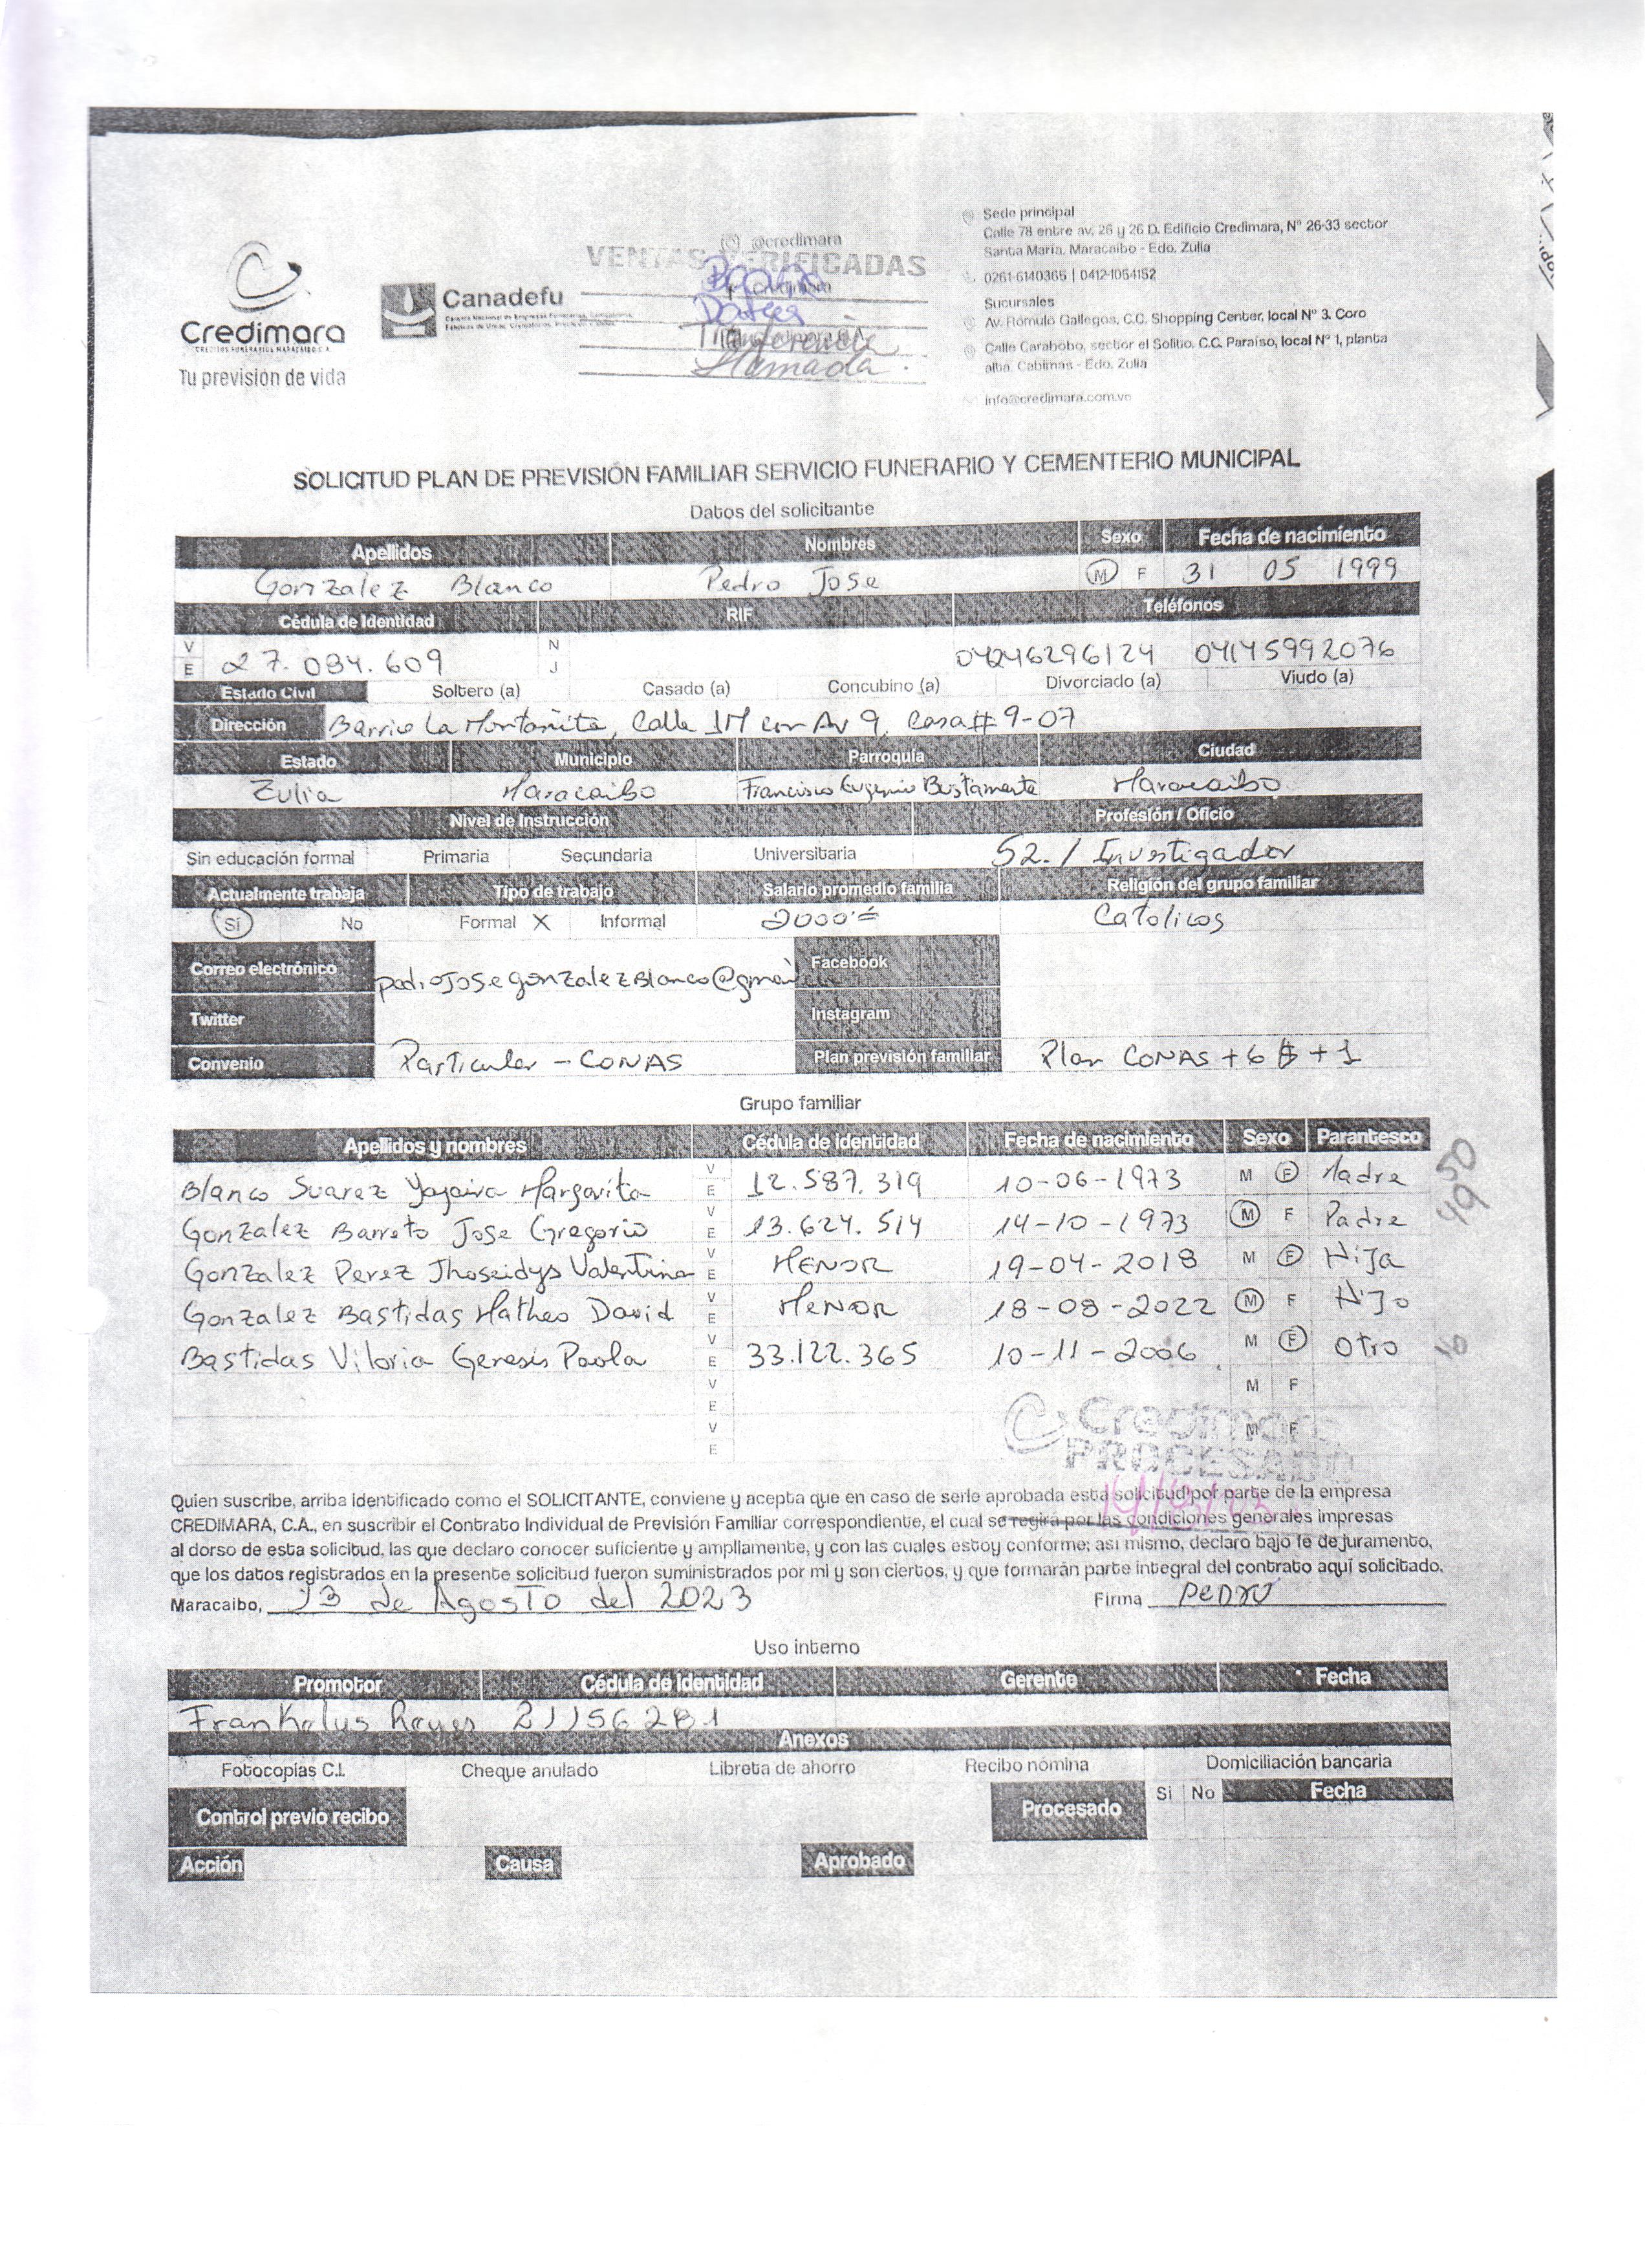 Sede principal
Calle 78 entre av. 26 y 26 D. Edificio Credimara, N° 26-33 sector
Santa María. Maracaibo - Edo. Zulia
0261-6140365 | 0412-1054152
Sucursales
Av. Rómulo Gallegos, C.C. Shopping Center, local N° 3. Coro
Calle Carabobo, sector el Solito, C.C. Paraíso, local N° 1, planta
alta. Cabimas - Edo. Zulia
info@credimara.com.ve
@credimara
VENTAS VERIFICADAS
Llamada
Credimara
Tu previsión de vida
Canadefu
SOLICITUD PLAN DE PREVISIÓN FAMILIAR SERVICIO FUNERARIO Y CEMENTERIO MUNICIPAL
Datos del solicitante
Apellidos Nombres Sexo Fecha de nacimiento
Gonzalez Blanco Pedro Jose M F 31 05 1999
Cédula de Identidad RIF Teléfonos
V E 27.084.609 N J 04246296124 04145992076
Estado Civil Soltero (a) Casado (a) Concubino (a) Divorciado (a) Viudo (a)
Dirección Barrio La Montañita, Calle 1M con Av 9, Casa # 9-07
Estado Municipio Parroquia Ciudad
Zulia Maracaibo Francisco Eugenio Bustamante Maracaibo
Nivel de Instrucción Profesión / Oficio
Sin educación formal Primaria Secundaria Universitaria S2. / Investigador
Actualmente trabaja Tipo de trabajo Salario promedio familia Religión del grupo familiar
Sí No Formal X Informal 2000 Catolicos
Correo electrónico pedroJosegonzalezBlanco@gmail Facebook
Twitter Instagram
Convenio Particular - CONAS Plan previsión familiar Plan CONAS + 6 $ + 1
Grupo familiar
Apellidos y nombres Cédula de identidad Fecha de nacimiento Sexo Parantesco
Blanco Suarez Yajaira Margarita V E 12.587.319 10-06-1973 M F Madre
Gonzalez Barreto Jose Gregorio V E 13.624.514 14-10-1973 M F Padre
Gonzalez Perez Jhoseidys Valentina V E MENOR 19-04-2018 M F Hija
Gonzalez Bastidas Matheo David V E MENOR 18-08-2022 M F Hijo
Bastidas Viloria Genesis Paola V E 33.122.365 10-11-2006 M F Otro
V E M F
V E M F
49 50
10
Credimara
PROCESADO
Quien suscribe, arriba identificado como el SOLICITANTE, conviene y acepta que en caso de serle aprobada esta solicitud por parte de la empresa
CREDIMARA, C.A., en suscribir el Contrato Individual de Previsión Familiar correspondiente, el cual se regirá por las condiciones generales impresas
al dorso de esta solicitud, las que declaro conocer suficiente y ampliamente, y con las cuales estoy conforme; así mismo, declaro bajo fe de juramento,
que los datos registrados en la presente solicitud fueron suministrados por mi y son ciertos, y que formarán parte integral del contrato aquí solicitado.
Maracaibo, 13 de Agosto del 2023 Firma Pedro
Uso interno
Promotor Cédula de identidad Gerente Fecha
Frankelus Reyes 21156281
Anexos
Fotocopias C.I. Cheque anulado Libreta de ahorro Recibo nómina Domiciliación bancaria
Control previo recibo Procesado Si No Fecha
Acción Causa Aprobado